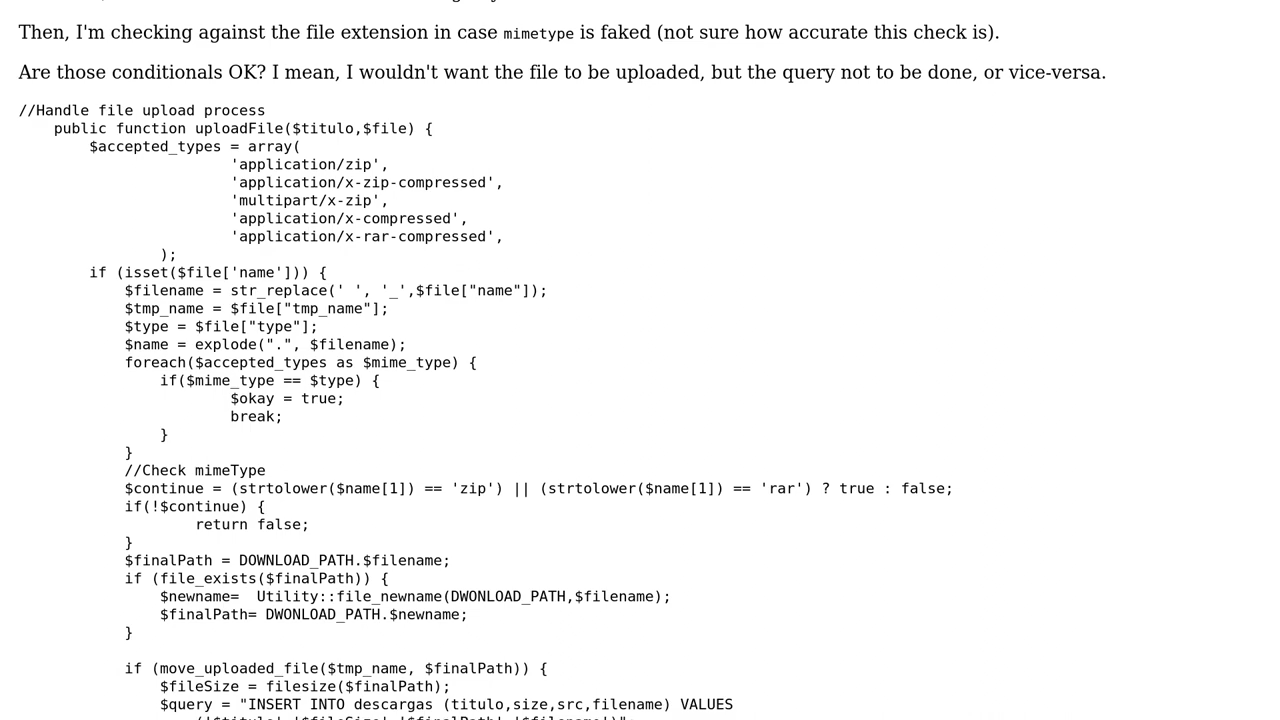 Then, I'm checking against the file extension in case mimetype is faked (not sure how accurate this check is).
Are those conditionals OK? I mean, I wouldn't want the file to be uploaded, but the query not to be done, or vice-versa.
//Handle file upload process
    public function uploadFile($titulo,$file) {
        $accepted_types = array(
                        'application/zip',
                        'application/x-zip-compressed',
                        'multipart/x-zip',
                        'application/x-compressed',
                        'application/x-rar-compressed',
                );
        if (isset($file['name'])) {
            $filename = str_replace(' ', '_',$file["name"]);
            $tmp_name = $file["tmp_name"];
            $type = $file["type"];
            $name = explode(".", $filename);
            foreach($accepted_types as $mime_type) {
                if($mime_type == $type) {
                        $okay = true;
                        break;
                }
            }
            //Check mimeType
            $continue = (strtolower($name[1]) == 'zip') || (strtolower($name[1]) == 'rar') ? true : false;
            if(!$continue) {
                    return false;
            }
            $finalPath = DOWNLOAD_PATH.$filename;
            if (file_exists($finalPath)) {
                $newname=  Utility::file_newname(DWONLOAD_PATH,$filename);
                $finalPath= DWONLOAD_PATH.$newname;
            }
            if (move_uploaded_file($tmp_name, $finalPath)) {
                $fileSize = filesize($finalPath);
                $query = "INSERT INTO descargas (titulo,size,src,filename) VALUES